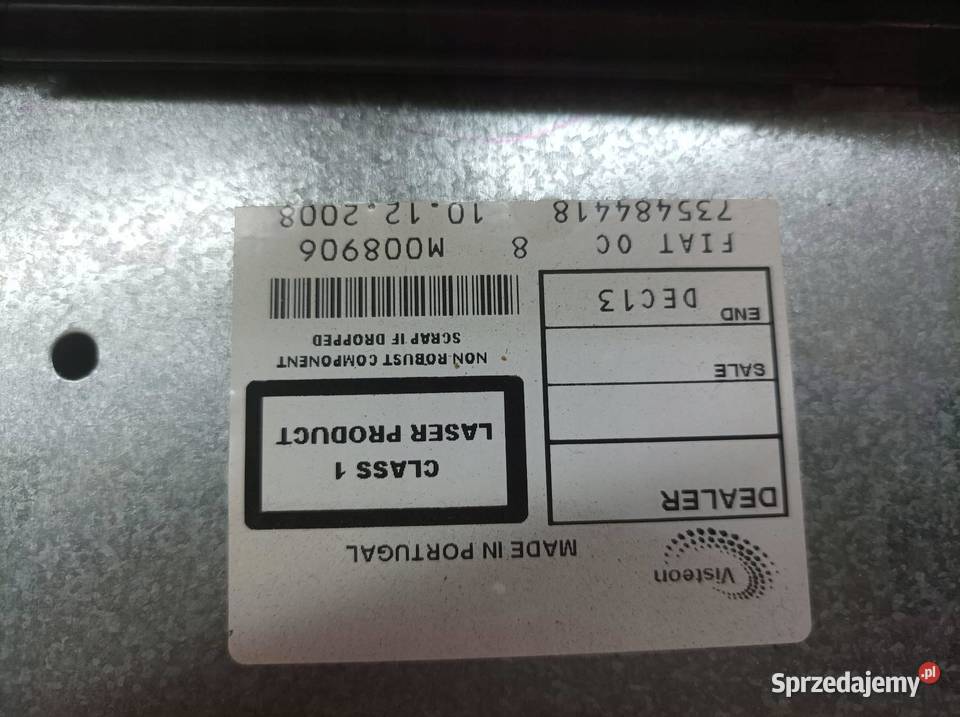 Visteon
MADE IN PORTUGAL
DEALER
CLASS 1
LASER PRODUCT
SALE
NON ROBUST COMPONENT
SCRAP IF DROPPED
END DEC13
FIAT OC 8 M008906
735484418 10.12.2008
Sprzedajemy.pl